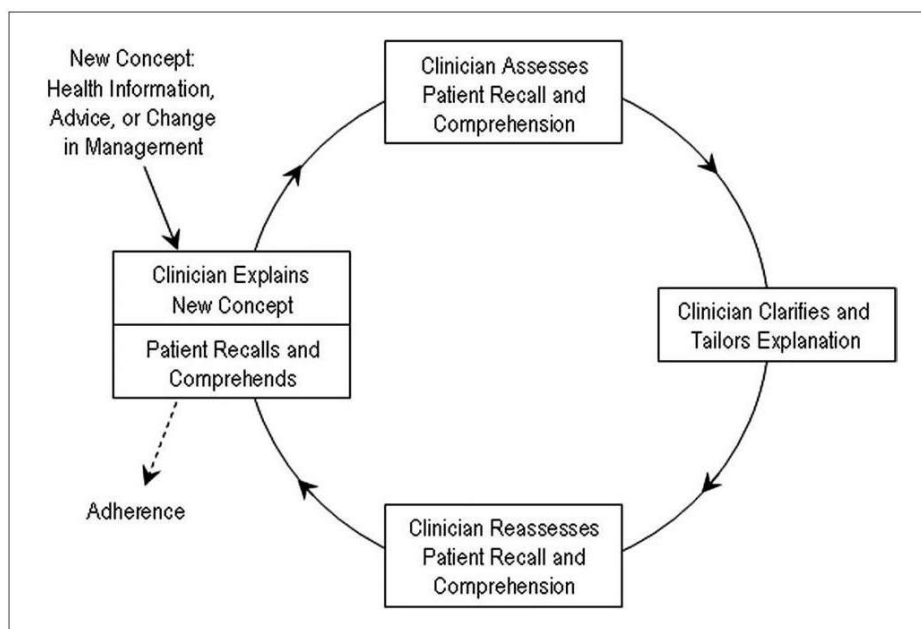 New Concept:
Health Information,
Advice, or Change
in Management
Clinician Explains
New Concept
Patient Recalls and
Comprehends
Adherence
Clinician Assesses
Patient Recall and
Comprehension
Clinician Clarifies and
Tailors Explanation
Clinician Reassesses
Patient Recall and
Comprehension